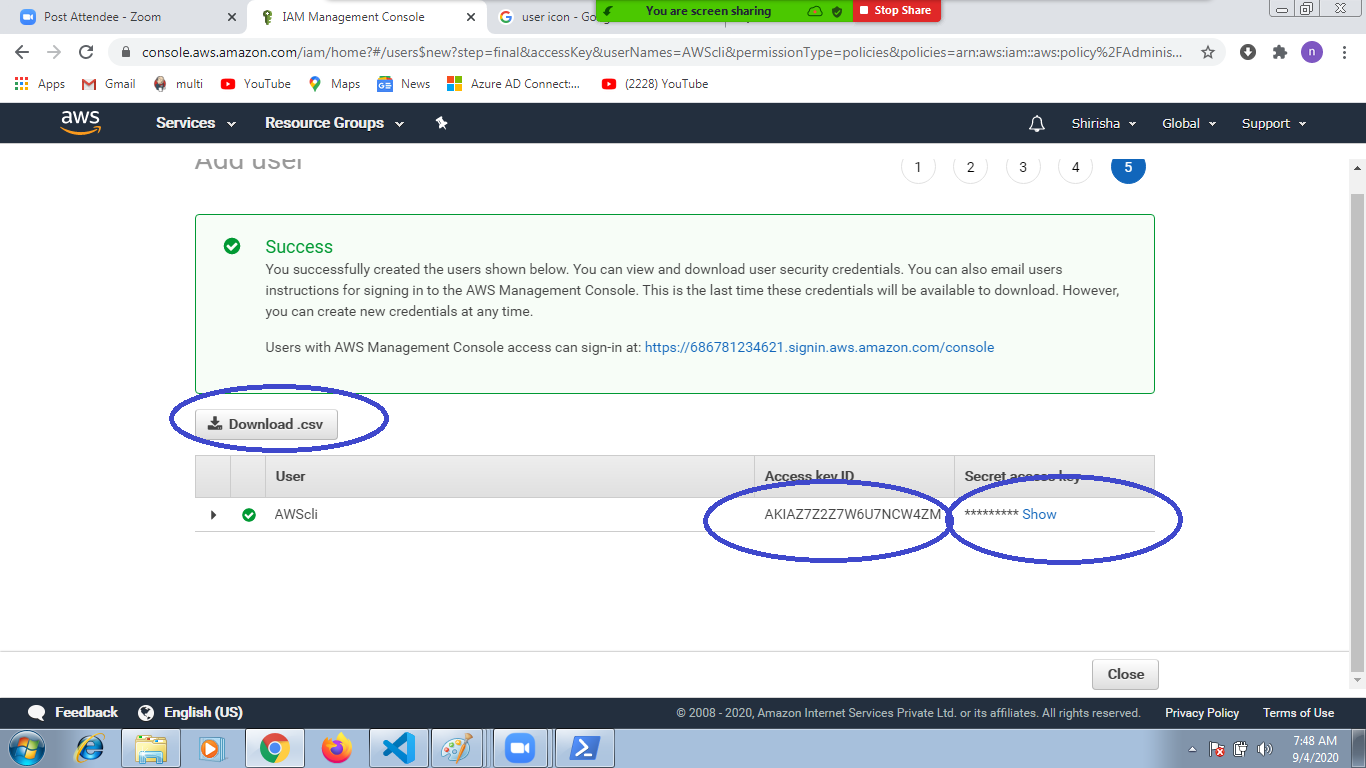 Post Attendee - Zoom
IAM Management Console
user icon - Goo
You are screen sharing
Stop Share
console.aws.amazon.com/iam/home?#/users$new?step=final&accessKey&userNames=AWScli&permissionType=policies&policies=arn:aws:iam::aws:policy%2FAdminis...
n
Apps
Gmail
multi
YouTube
Maps
News
Azure AD Connect:...
(2228) YouTube
aws
Services
Resource Groups
Shirisha
Global
Support
Add user
1 2 3 4 5
Success
You successfully created the users shown below. You can view and download user security credentials. You can also email users
instructions for signing in to the AWS Management Console. This is the last time these credentials will be available to download. However,
you can create new credentials at any time.
Users with AWS Management Console access can sign-in at: https://686781234621.signin.aws.amazon.com/console
Download .csv
User Access key ID Secret access key
AWScli AKIAZ7Z2Z7W6U7NCW4ZM ********* Show
Close
Feedback
English (US)
© 2008 - 2020, Amazon Internet Services Private Ltd. or its affiliates. All rights reserved.
Privacy Policy
Terms of Use
7:48 AM
9/4/2020